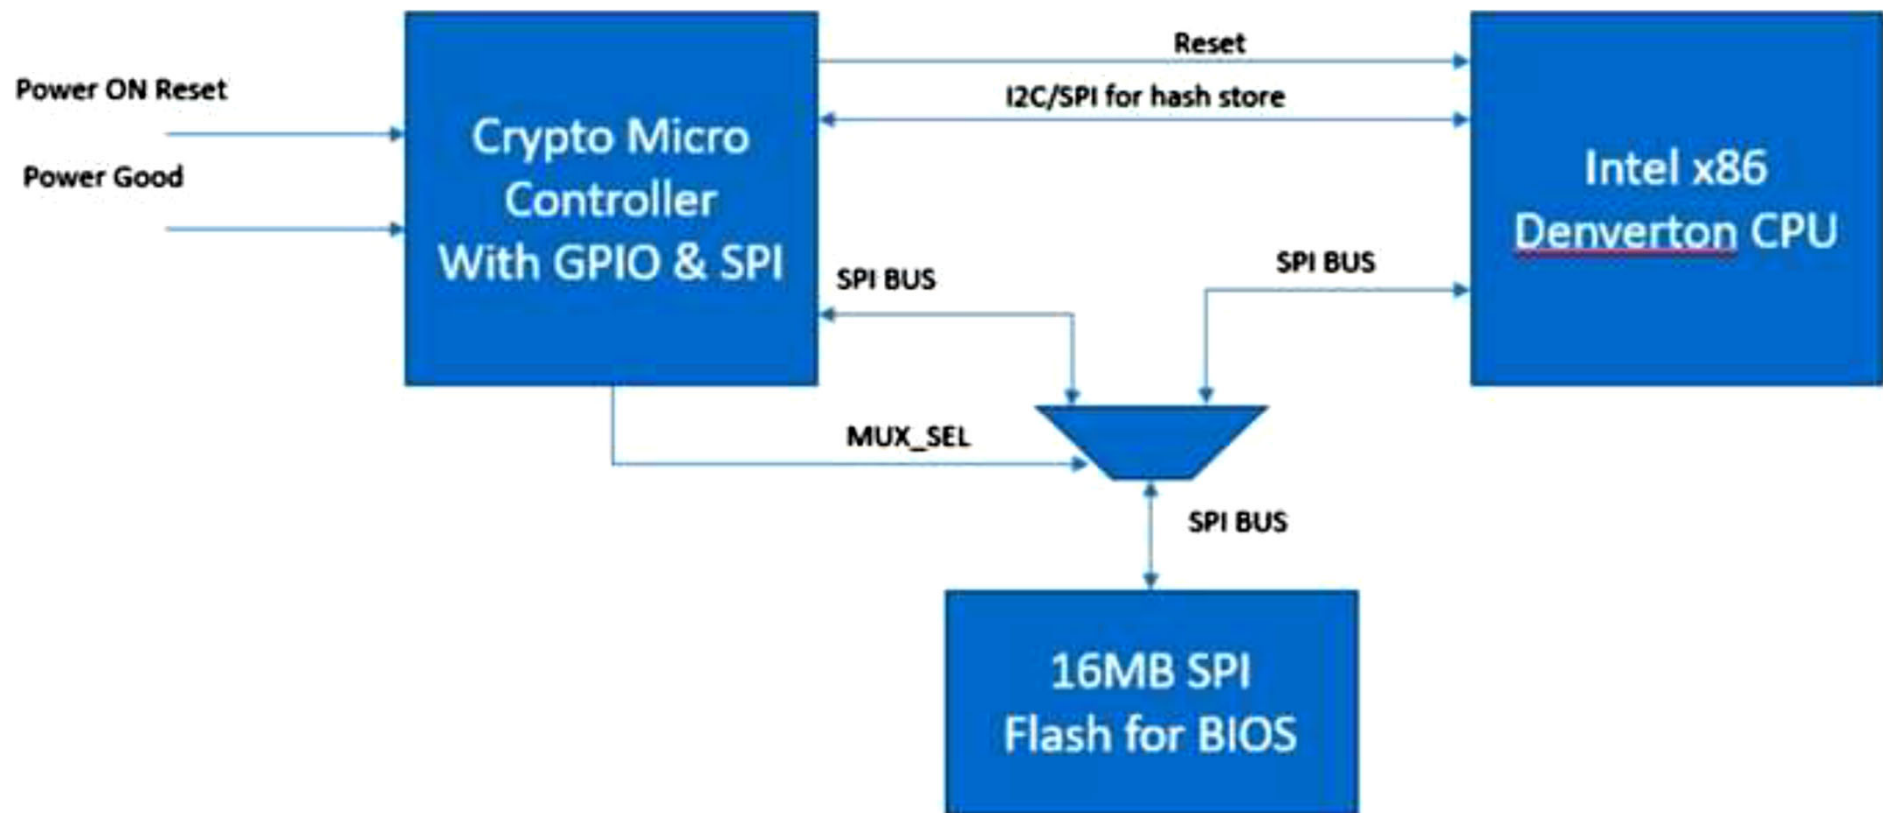 Power ON Reset
Power Good
Crypto Micro
Controller
With GPIO & SPI
Reset
I2C/SPI for hash store
Intel x86
Denverton CPU
SPI BUS
SPI BUS
MUX_SEL
SPI BUS
16MB SPI
Flash for BIOS